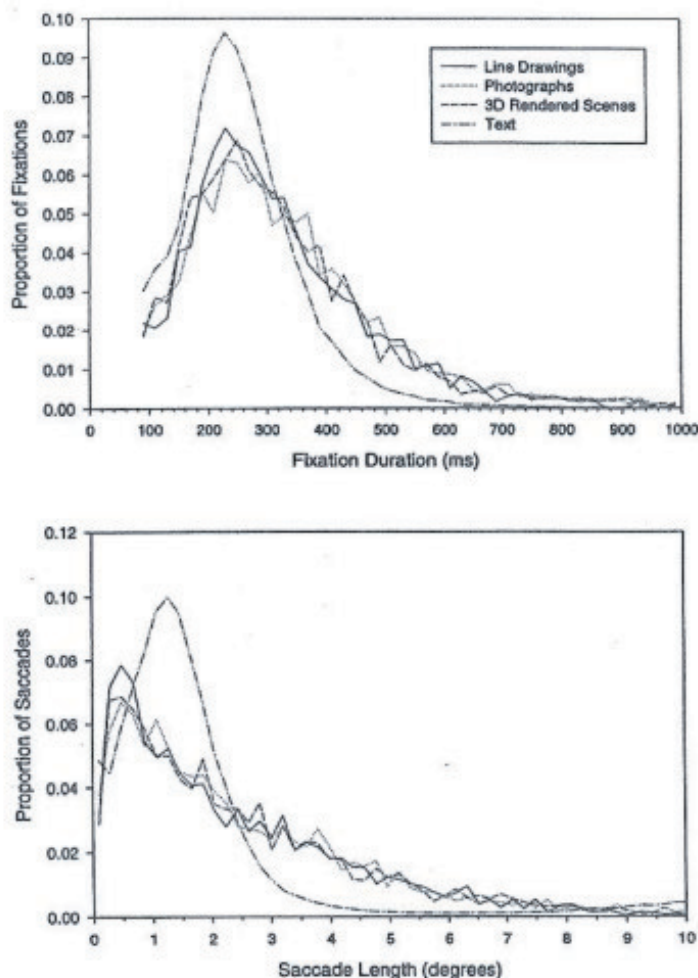 0.10
0.09
0.08
0.07
0.06
0.05
0.04
0.03
0.02
0.01
0.00
Proportion of Fixations
Line Drawings
Photographs
3D Rendered Scenes
Text
0 100 200 300 400 500 600 700 800 900 1000
Fixation Duration (ms)
0.12
0.10
0.08
0.06
0.04
0.02
0.00
Proportion of Saccades
0 1 2 3 4 5 6 7 8 9 10
Saccade Length (degrees)